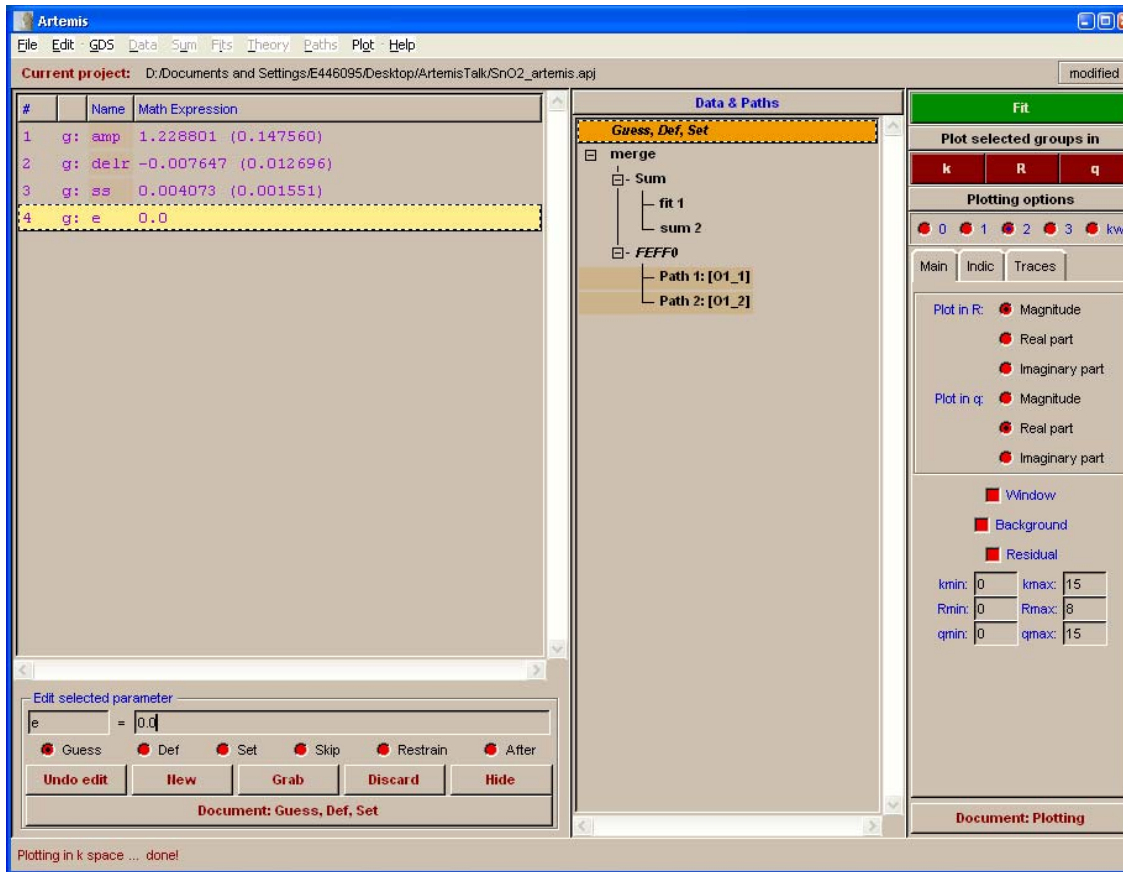 Artemis
File Edit GDS Data Sum Fits Theory Paths Plot Help
Current project: D:/Documents and Settings/E446095/Desktop/ArtemisTalk/SnO2_artemis.apj modified
# Name Math Expression
1 g: amp 1.228801 (0.147560)
2 g: delr -0.007647 (0.012696)
3 g: ss 0.004073 (0.001551)
4 g: e 0.0
Edit selected parameter
e = 0.0
Guess Def Set Skip Restrain After
Undo edit New Grab Discard Hide
Document: Guess, Def, Set
Data & Paths
Guess, Def, Set
merge
Sum
fit 1
sum 2
FEFF0
Path 1: [O1_1]
Path 2: [O1_2]
Fit
Plot selected groups in
k R q
Plotting options
0 1 2 3 kw
Main Indic Traces
Plot in R: Magnitude
Real part
Imaginary part
Plot in q: Magnitude
Real part
Imaginary part
Window
Background
Residual
kmin: 0 kmax: 15
Rmin: 0 Rmax: 8
qmin: 0 qmax: 15
Document: Plotting
Plotting in k space ... done!